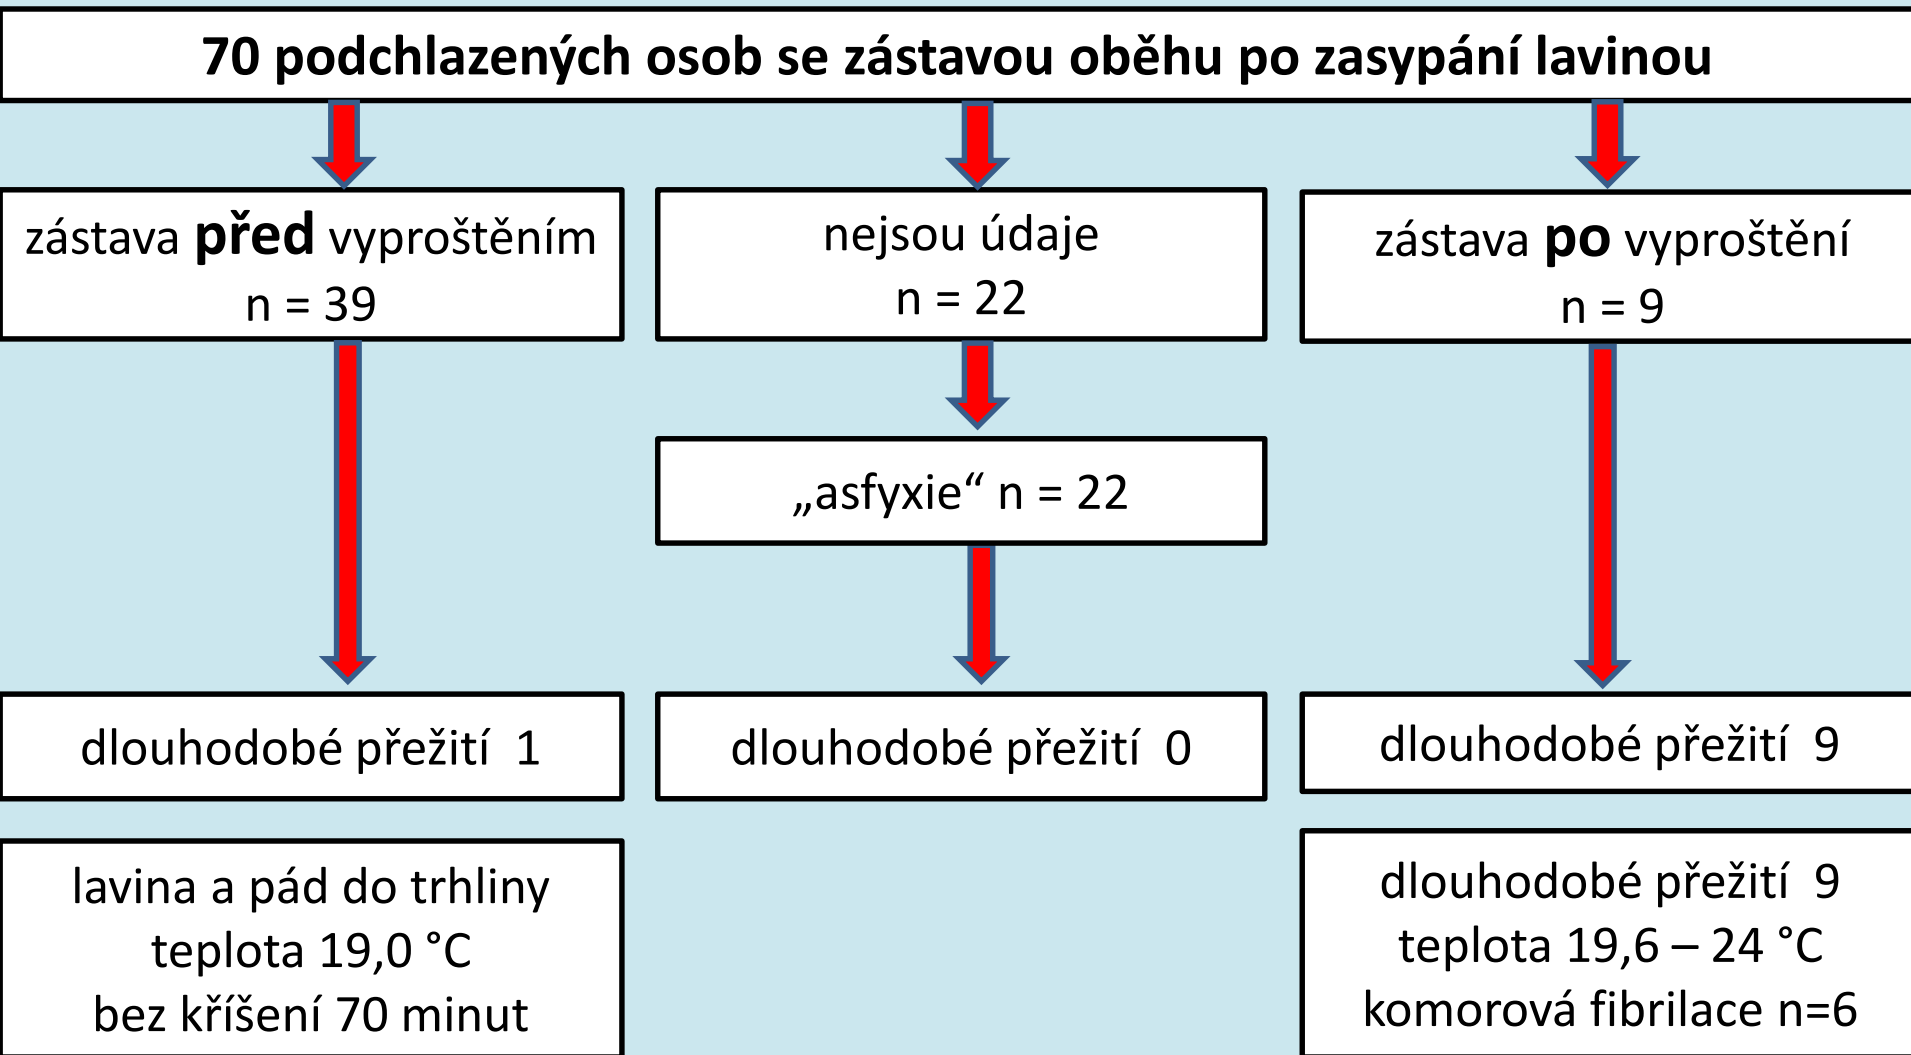 70 podchlazených osob se zástavou oběhu po zasypání lavinou
zástava před vyproštěním
n = 39
nejsou údaje
n = 22
zástava po vyproštění
n = 9
„asfyxie“ n = 22
dlouhodobé přežití 1
dlouhodobé přežití 0
dlouhodobé přežití 9
lavina a pád do trhliny
teplota 19,0 °C
bez kříšení 70 minut
dlouhodobé přežití 9
teplota 19,6 – 24 °C
komorová fibrilace n=6